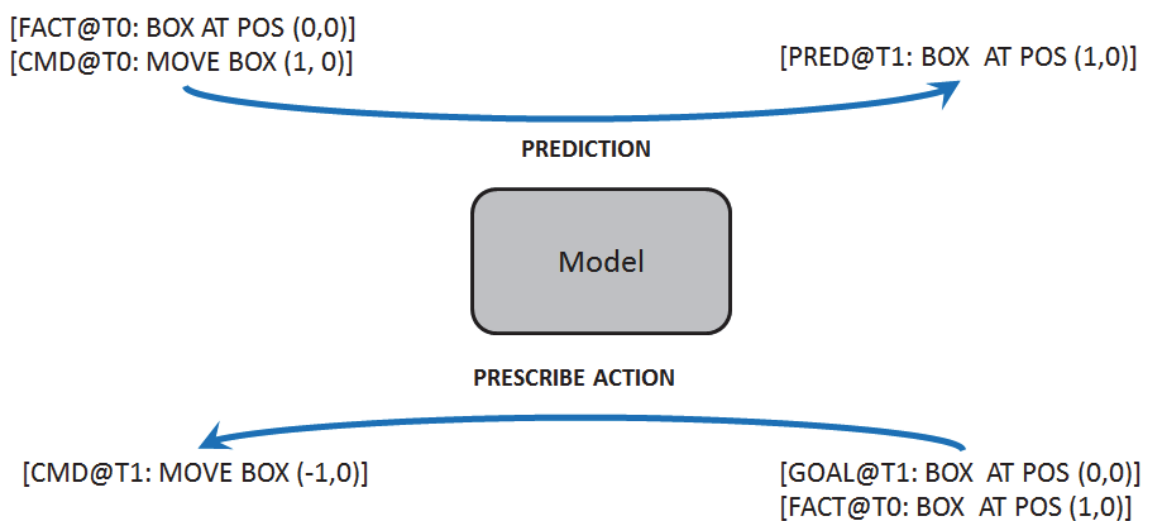 [FACT@T0: BOX AT POS (0,0)]
[CMD@T0: MOVE BOX (1, 0)]
[PRED@T1: BOX AT POS (1,0)]
PREDICTION
Model
PRESCRIBE ACTION
[CMD@T1: MOVE BOX (-1,0)]
[GOAL@T1: BOX AT POS (0,0)]
[FACT@T0: BOX AT POS (1,0)]